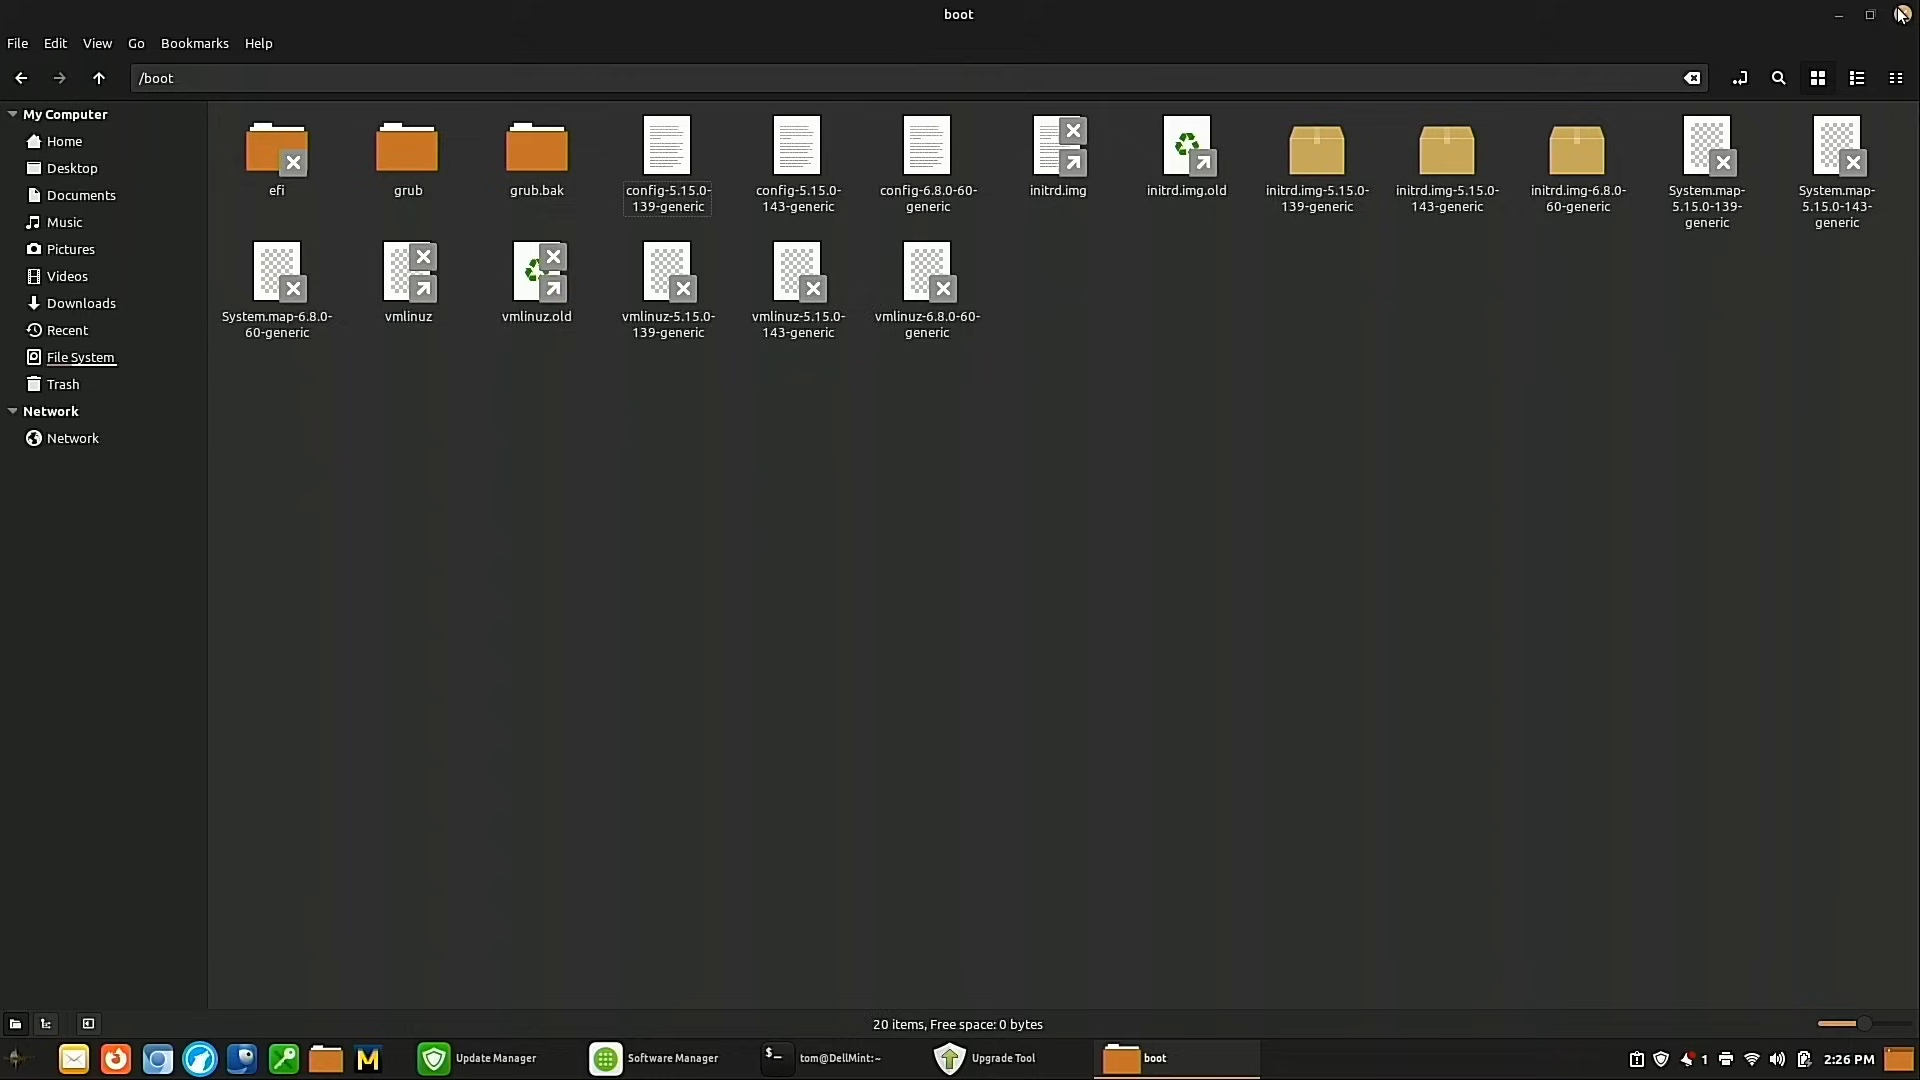 boot
File Edit View Go Bookmarks Help
/boot
My Computer
Home
Desktop
Documents
Music
Pictures
Videos
Downloads
Recent
File System
Trash
Network
Network
efi
grub
grub.bak
config-5.15.0-
139-generic
config-5.15.0-
143-generic
config-6.8.0-60-
generic
initrd.img
initrd.img.old
initrd.img-5.15.0-
139-generic
initrd.img-5.15.0-
143-generic
initrd.img-6.8.0-
60-generic
System.map-
5.15.0-139-
generic
System.map-
5.15.0-143-
generic
System.map-6.8.0-
60-generic
vmlinuz
vmlinuz.old
vmlinuz-5.15.0-
139-generic
vmlinuz-5.15.0-
143-generic
vmlinuz-6.8.0-60-
generic
20 items, Free space: 0 bytes
M Update Manager Software Manager tom@DellMint:~ Upgrade Tool boot 1 2:26 PM